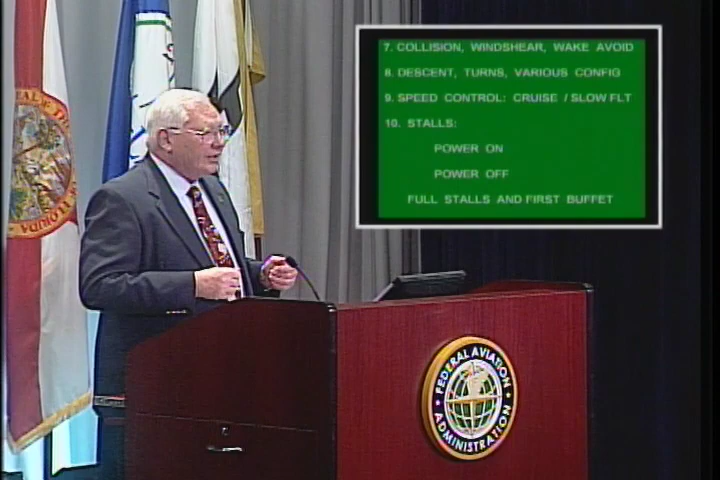 7. COLLISION, WINDSHEAR, WAKE AVOID
8. DESCENT, TURNS, VARIOUS CONFIG
9. SPEED CONTROL: CRUISE / SLOW FLT
10. STALLS:
POWER ON
POWER OFF
FULL STALLS AND FIRST BUFFET
FEDERAL AVIATION
ADMINISTRATION